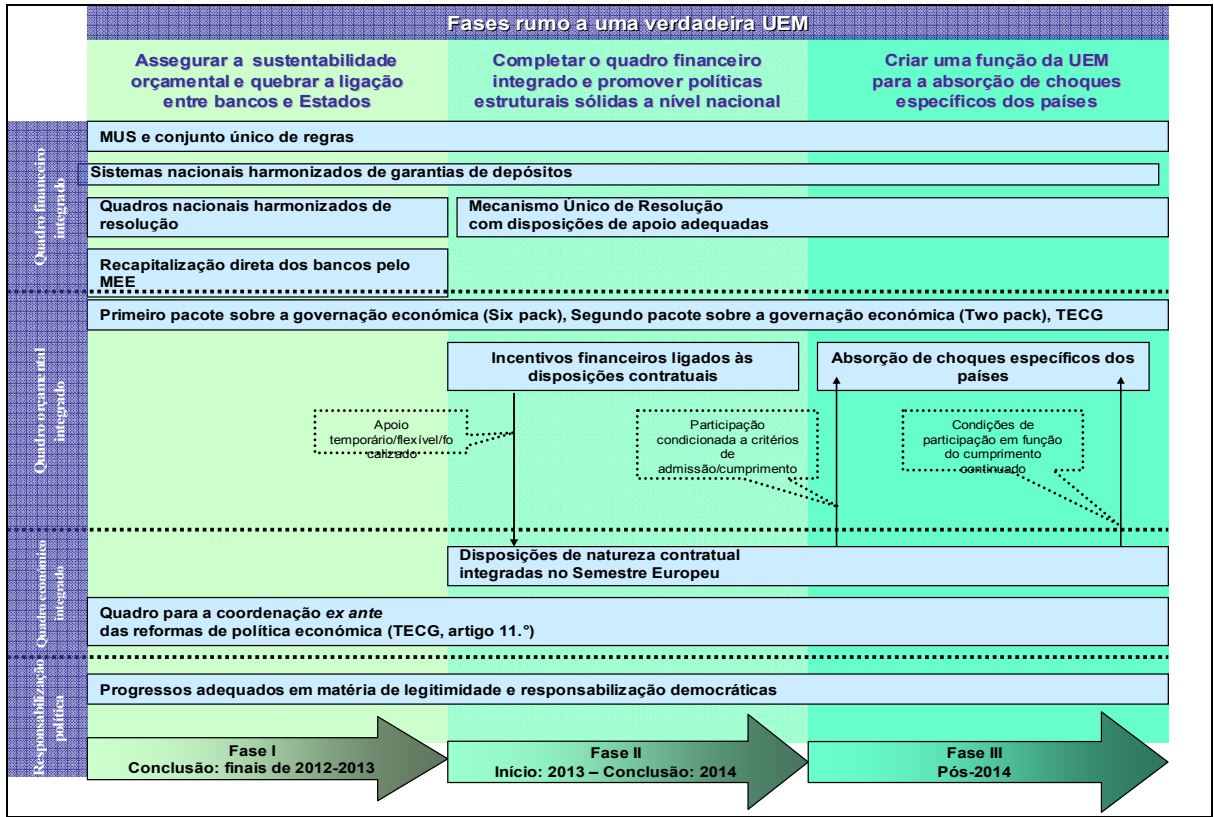 Fases rumo a uma verdadeira UEM
Assegurar a sustentabilidade
orçamental e quebrar a ligação
entre bancos e Estados
Completar o quadro financeiro
integrado e promover políticas
estruturais sólidas a nível nacional
Criar uma função da UEM
para a absorção de choques
específicos dos países
Quadro financeiro
integrado
MUS e conjunto único de regras
Sistemas nacionais harmonizados de garantias de depósitos
Quadros nacionais harmonizados de
resolução
Mecanismo Único de Resolução
com disposições de apoio adequadas
Recapitalização direta dos bancos pelo
MEE
Quadro orçamental
integrado
Primeiro pacote sobre a governação económica (Six pack), Segundo pacote sobre a governação económica (Two pack), TECG
Incentivos financeiros ligados às
disposições contratuais
Absorção de choques específicos dos
países
Apoio
temporário/flexível/fo
calizado
Participação
condicionada a critérios
de
admissão/cumprimento
Condições de
participação em função
do cumprimento
continuado
Quadro económico
integrado
Disposições de natureza contratual
integradas no Semestre Europeu
Quadro para a coordenação ex ante
das reformas de política económica (TECG, artigo 11.°)
Responsabilização
política
Progressos adequados em matéria de legitimidade e responsabilização democráticas
Fase I
Conclusão: finais de 2012-2013
Fase II
Início: 2013 – Conclusão: 2014
Fase III
Pós-2014